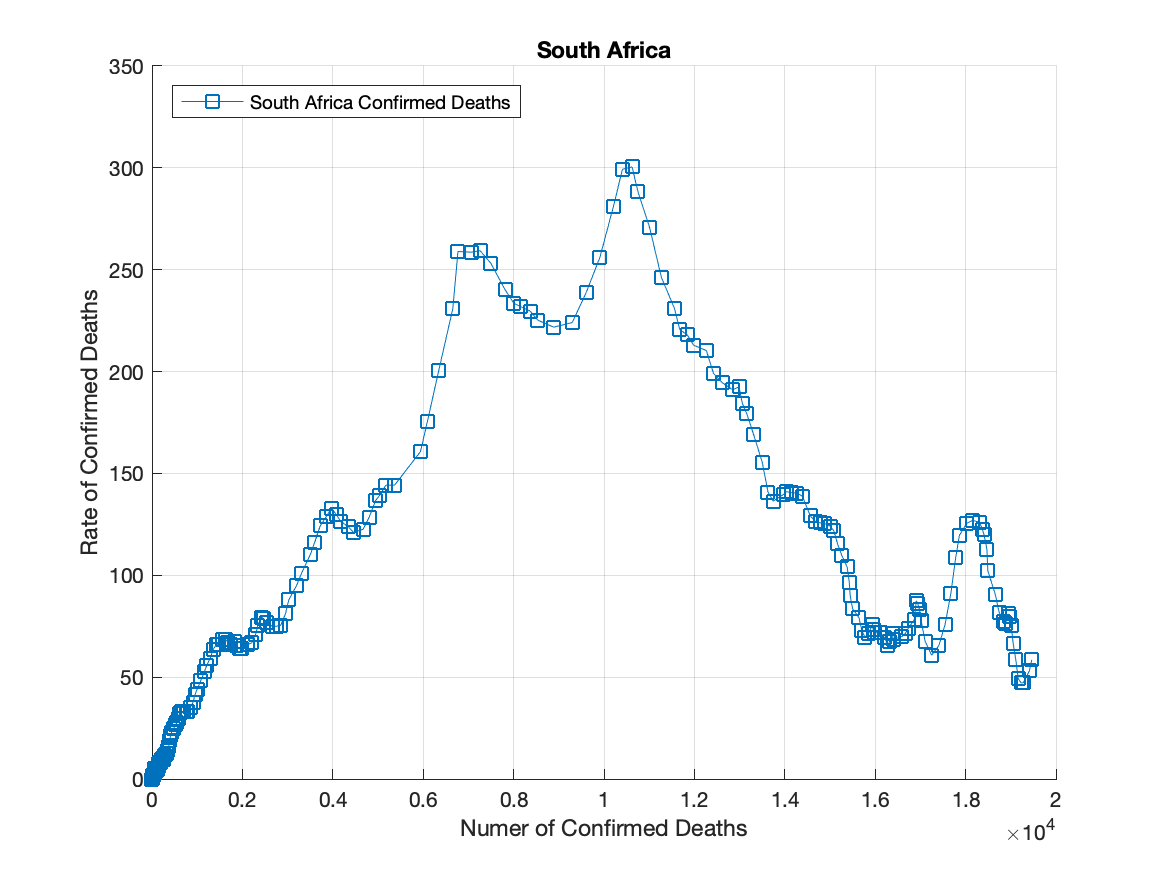 South Africa
South Africa Confirmed Deaths
350
300
250
200
150
100
50
0
Rate of Confirmed Deaths
0 0.2 0.4 0.6 0.8 1 1.2 1.4 1.6 1.8 2
Numer of Confirmed Deaths
×10⁴